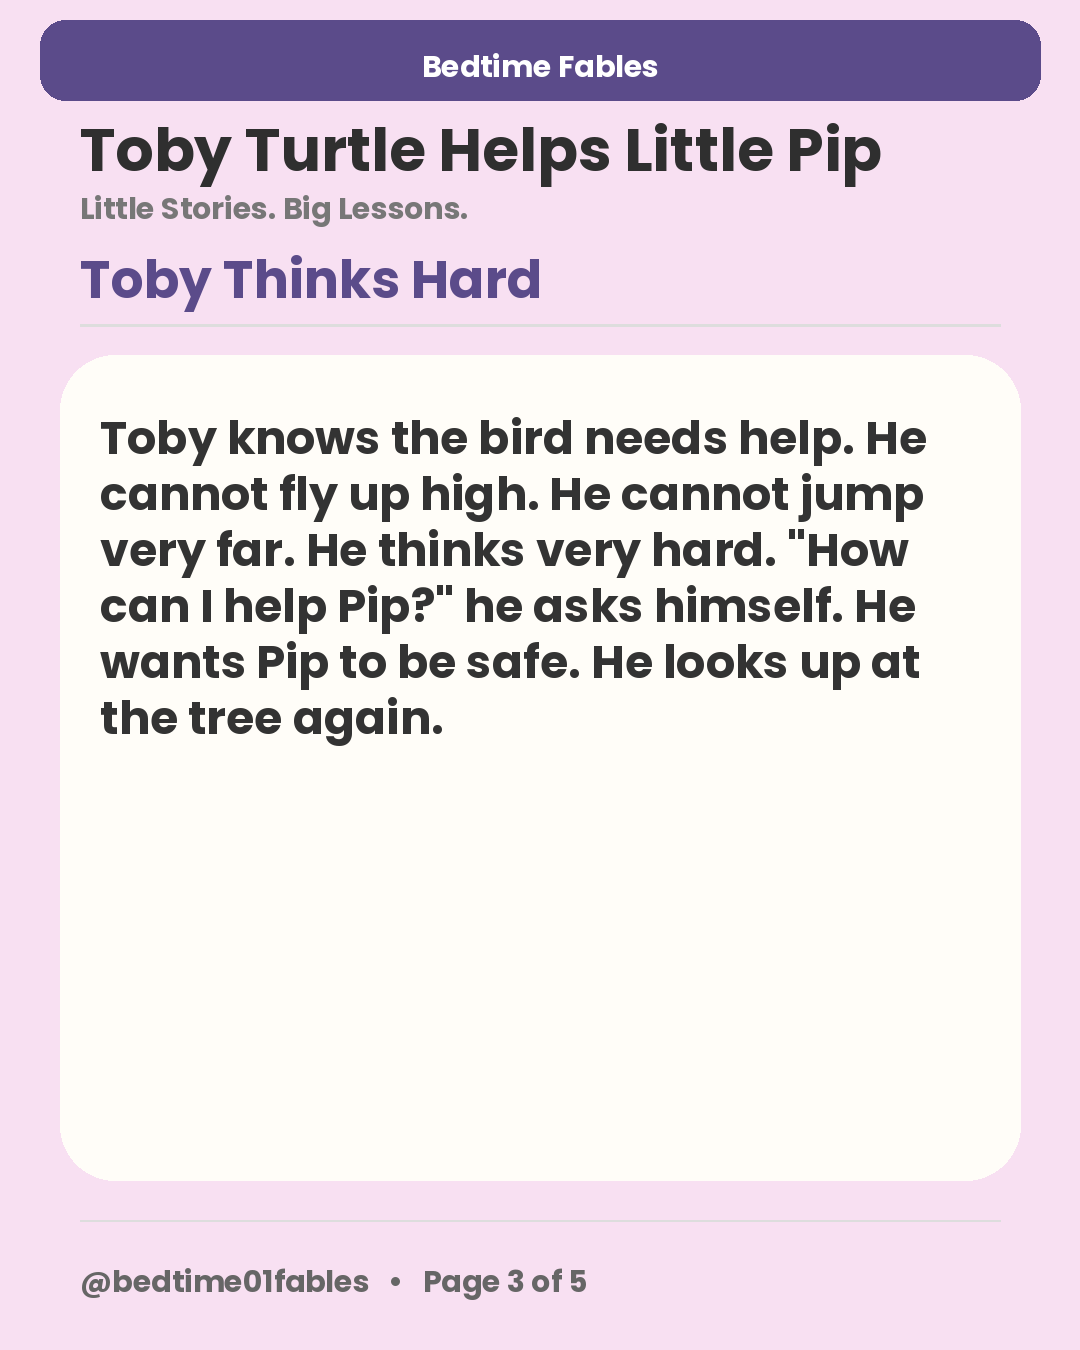 Bedtime Fables
Toby Turtle Helps Little Pip
Little Stories. Big Lessons.
Toby Thinks Hard
Toby knows the bird needs help. He
cannot fly up high. He cannot jump
very far. He thinks very hard. "How
can I help Pip?" he asks himself. He
wants Pip to be safe. He looks up at
the tree again.
@bedtime01fables • Page 3 of 5